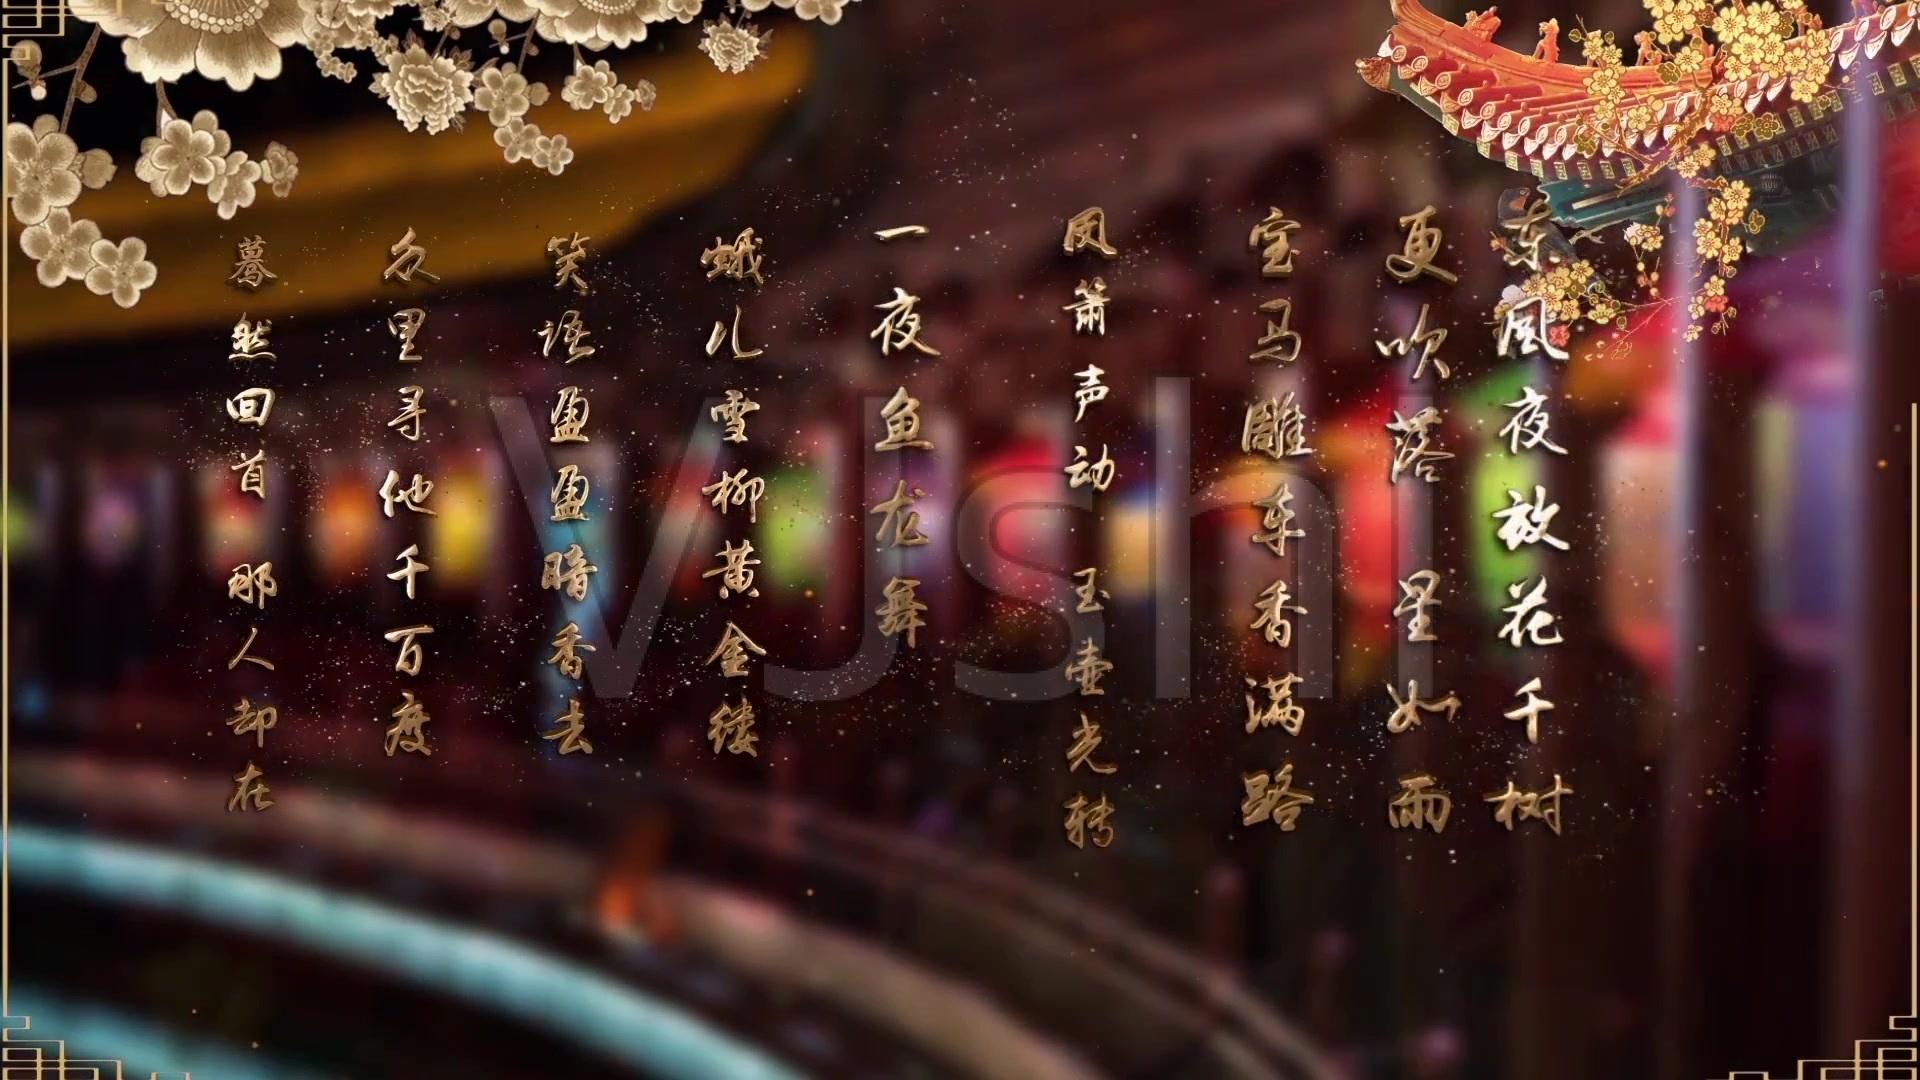 东风夜放花千树
更吹落 星如雨
宝马雕车香满路
凤箫声动 玉壶光转
一夜鱼龙舞
蛾儿雪柳黄金缕
笑语盈盈暗香去
众里寻他千百度
蓦然回首 那人却在
VJshi